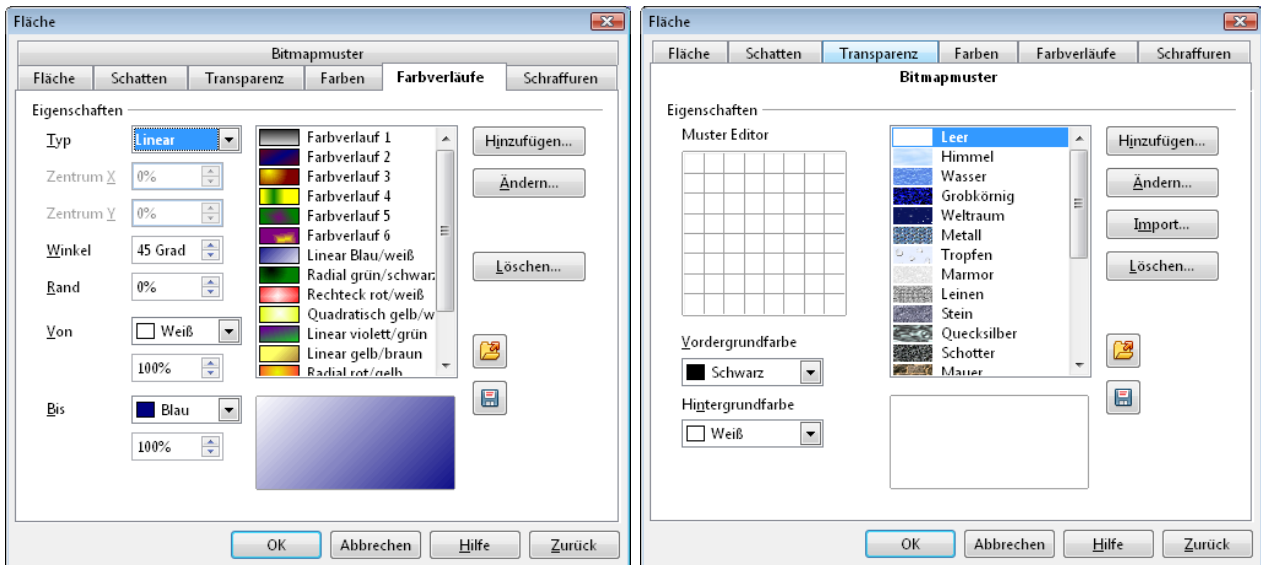 Fläche
Bitmapmuster
Fläche Schatten Transparenz Farben Farbverläufe Schraffuren
Eigenschaften
Typ Linear
Zentrum X 0%
Zentrum Y 0%
Winkel 45 Grad
Rand 0%
Von Weiß
100%
Bis Blau
100%
Farbverlauf 1
Farbverlauf 2
Farbverlauf 3
Farbverlauf 4
Farbverlauf 5
Farbverlauf 6
Linear Blau/weiß
Radial grün/schwarz
Rechteck rot/weiß
Quadratisch gelb/w
Linear violett/grün
Linear gelb/braun
Radial rot/gelb
Hinzufügen...
Ändern...
Löschen...
OK Abbrechen Hilfe Zurück
Fläche
Fläche Schatten Transparenz Farben Farbverläufe Schraffuren
Bitmapmuster
Eigenschaften
Muster Editor
Vordergrundfarbe
Schwarz
Hintergrundfarbe
Weiß
Leer
Himmel
Wasser
Grobkörnig
Weltraum
Metall
Tropfen
Marmor
Leinen
Stein
Quecksilber
Schotter
Mauer
Hinzufügen...
Ändern...
Import...
Löschen...
OK Abbrechen Hilfe Zurück